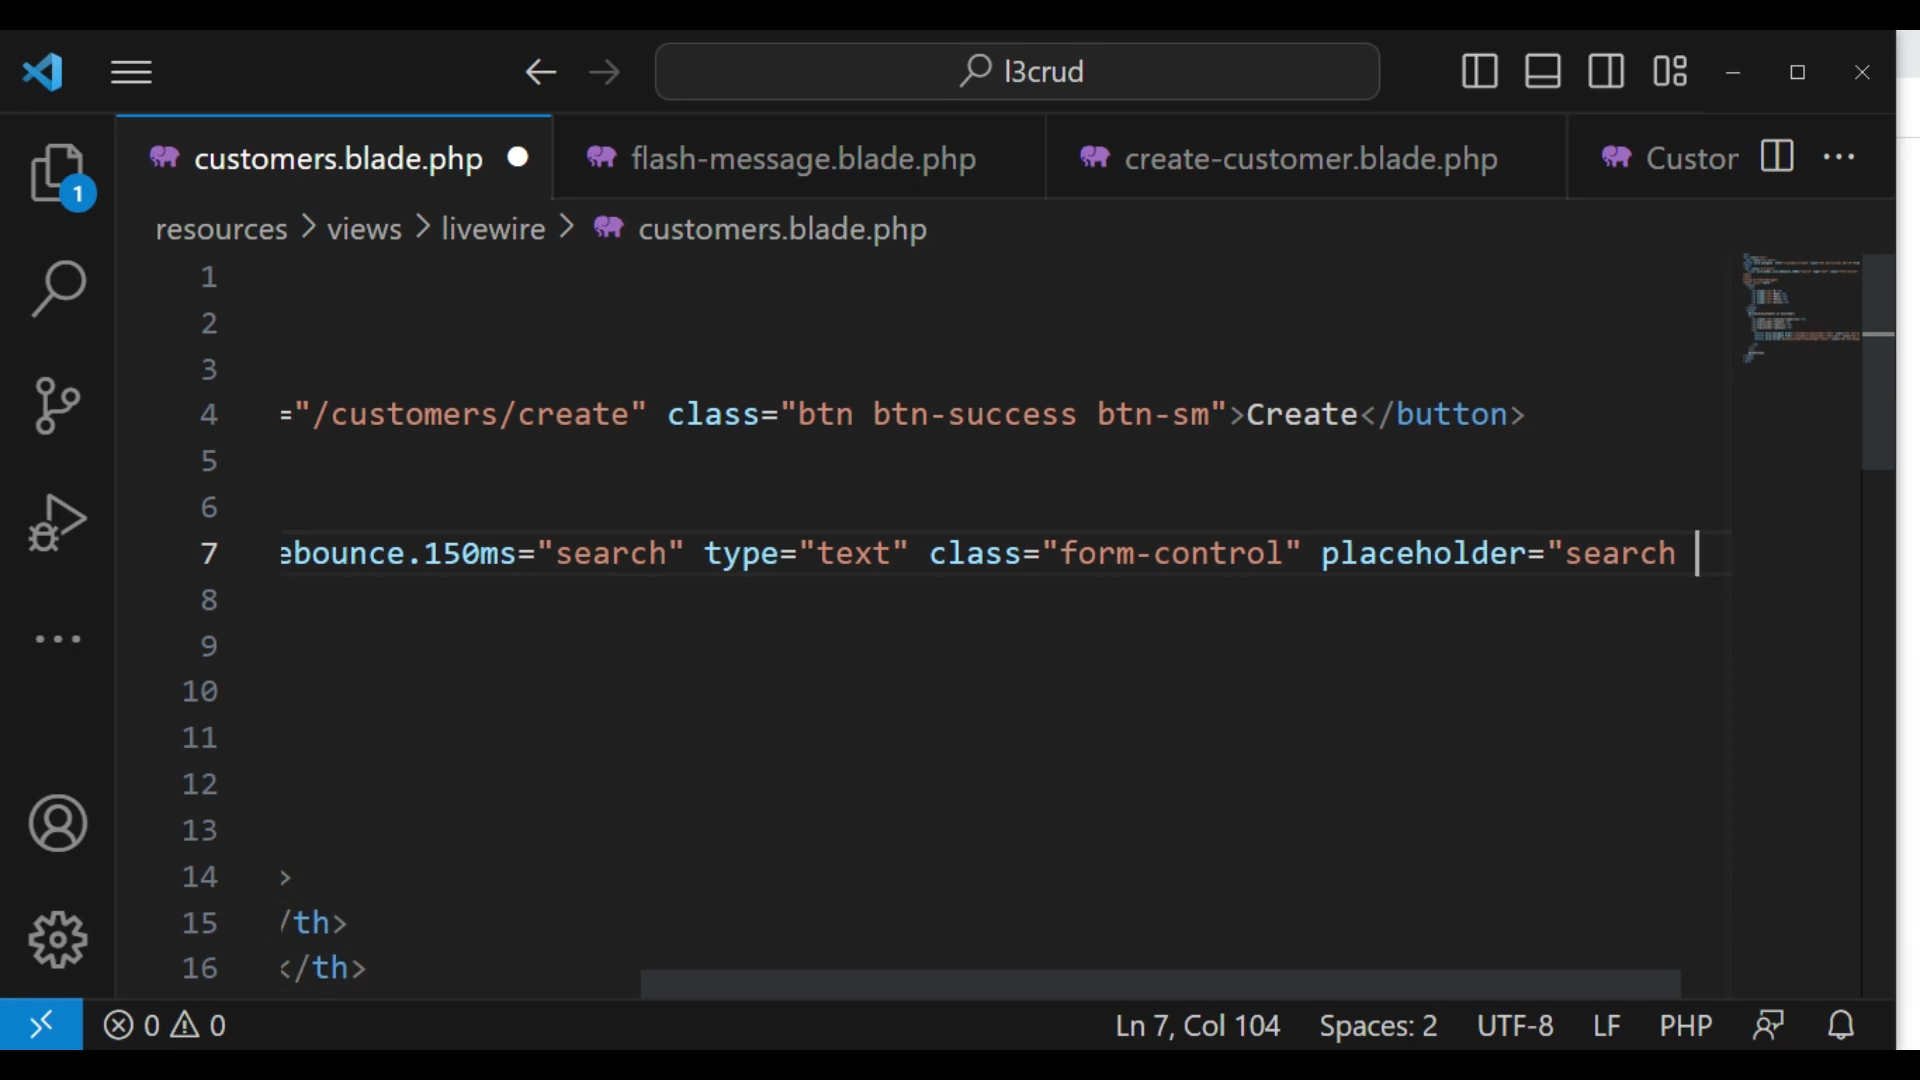 l3crud
customers.blade.php flash-message.blade.php create-customer.blade.php Custor
1
resources > views > livewire > customers.blade.php
1
2
3
4 ="/customers/create" class="btn btn-success btn-sm">Create</button>
5
6
7 ebounce.150ms="search" type="text" class="form-control" placeholder="search
8
9
10
11
12
13
14 >
15 /th>
16 </th>
0 0 Ln 7, Col 104 Spaces: 2 UTF-8 LF PHP